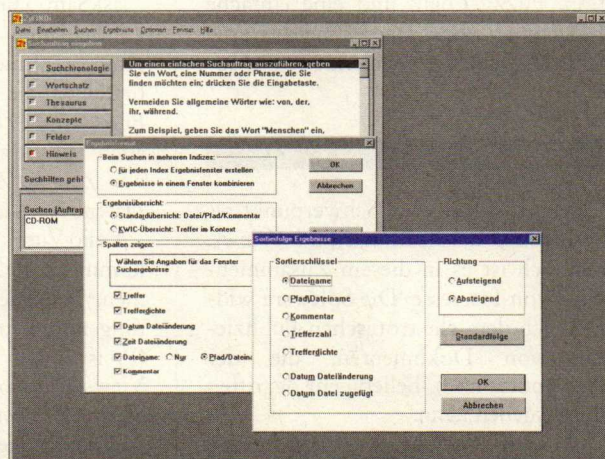 ZyFIND
Datei Bearbeiten Suchen Ergebnisse Optionen Fenster Hilfe
Suchauftrag eingeben
Suchchronologie
Wortschatz
Thesaurus
Konzepte
Felder
Hinweis
Suchhilfen
Um einen einfachen Suchauftrag auszuführen, geben
Sie ein Wort, eine Nummer oder Phrase, die Sie
finden möchten ein; drücken Sie die Eingabetaste.
Vermeiden Sie allgemeine Wörter wie: von, der,
ihr, während.
Zum Beispiel, geben Sie das Wort "Menschen" ein,
Suchen (Auftrag
CD-ROM
Ergebnisformat
Beim Suchen in mehreren Indizes:
für jeden Index Ergebnisfenster erstellen
Ergebnisse in einem Fenster kombinieren
OK
Abbrechen
Ergebnisübersicht:
Standardübersicht: Datei/Pfad/Kommentar
KWIC-Übersicht: Treffer im Kontext
Spalten zeigen:
Wählen Sie Angaben für das Fenster
Suchergebnisse
Treffer
Trefferdichte
Datum Dateiänderung
Zeit Dateiänderung
Dateiname: Nur Pfad/Dateina
Kommentar
Sortierfolge Ergebnisse
Sortierschlüssel
Dateiname
Pfad\Dateiname
Kommentar
Trefferzahl
Trefferdichte
Datum Dateiänderung
Datum Datei zugefügt
Richtung
Aufsteigend
Absteigend
Standardfolge
OK
Abbrechen